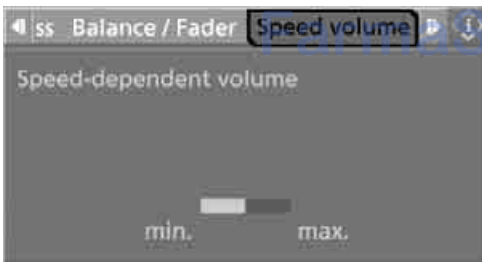 ss Balance / Fader Speed volume
Speed-dependent volume
min. max.